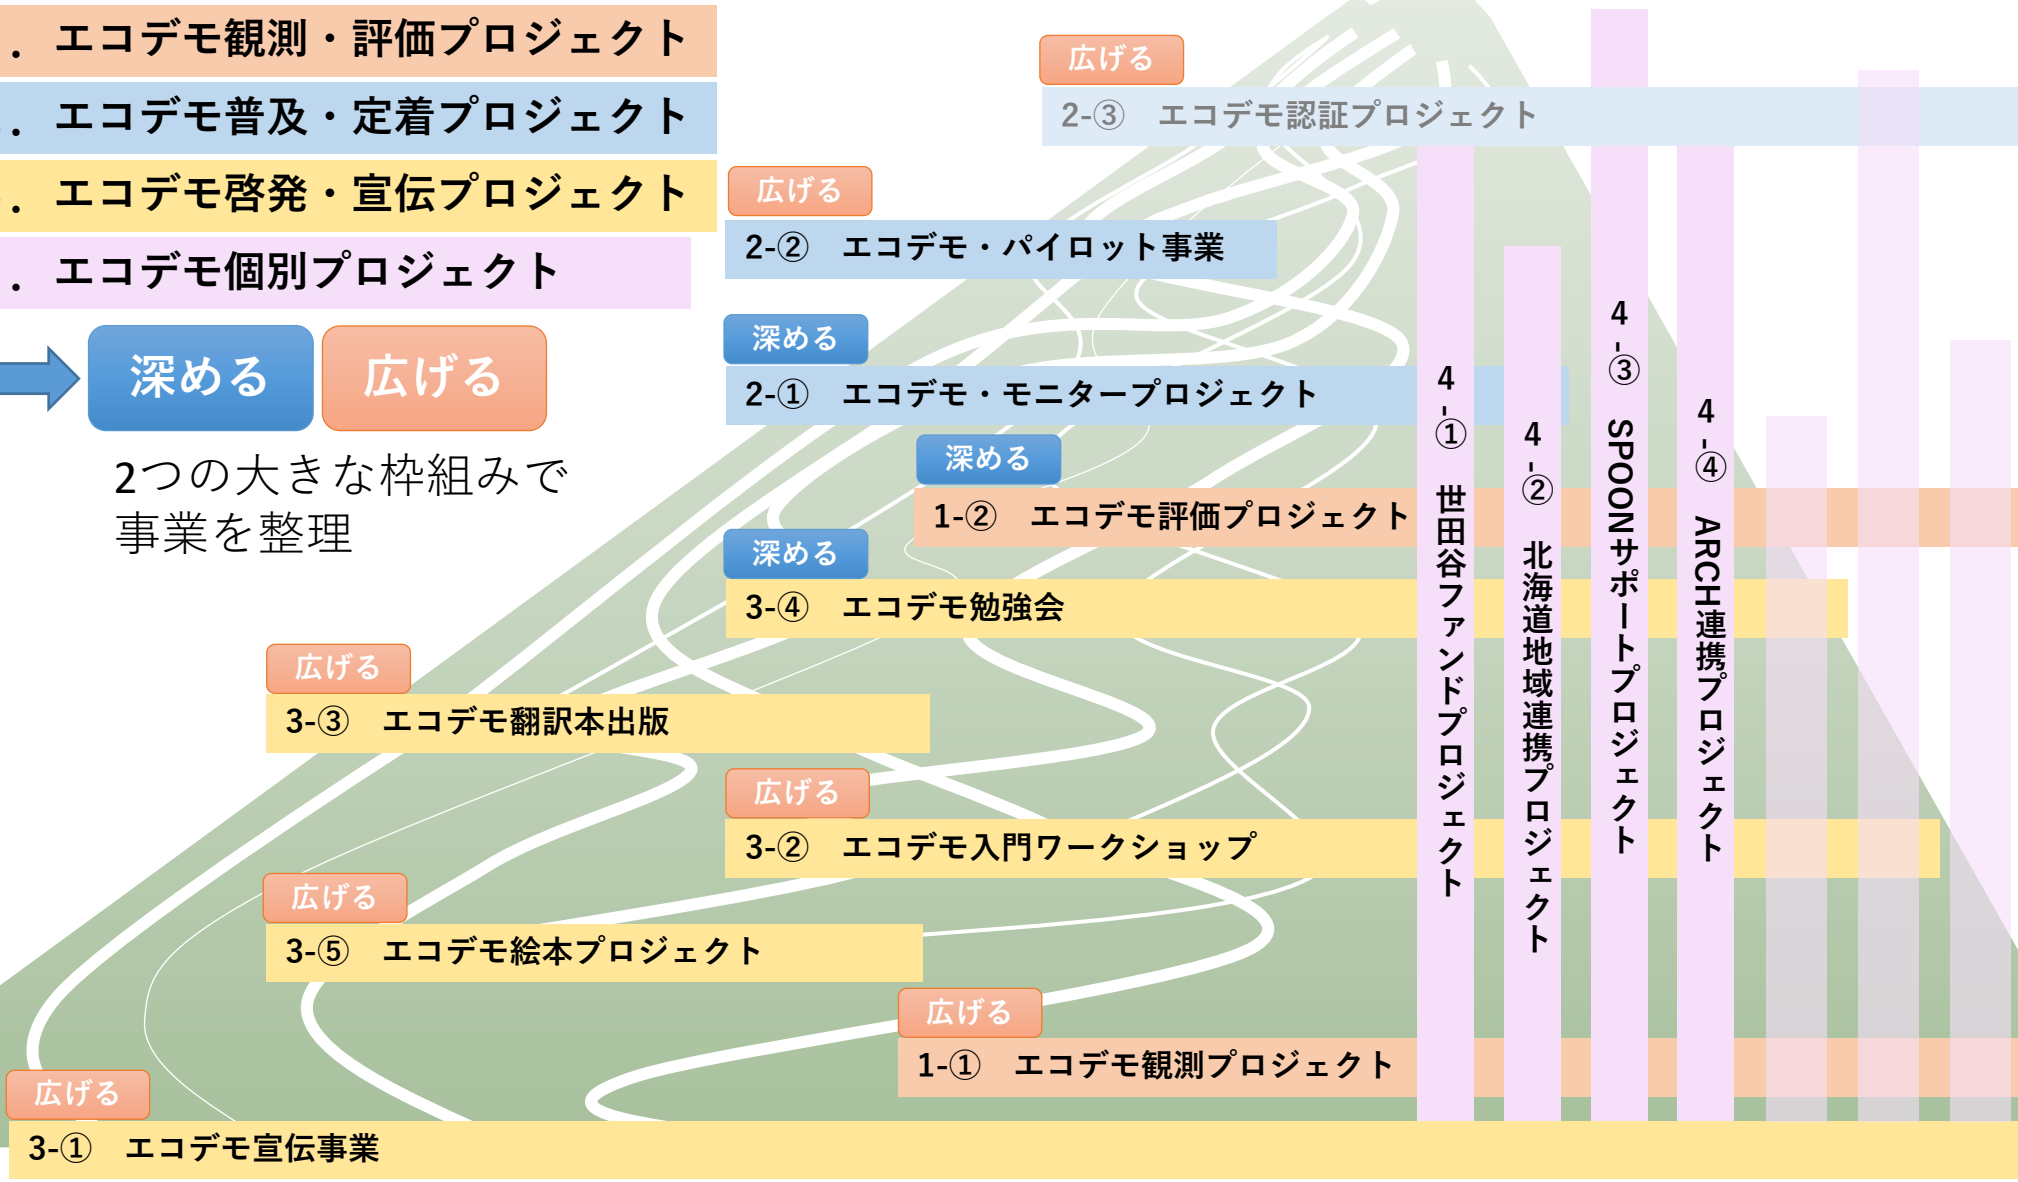 ．エコデモ観測・評価プロジェクト
．エコデモ普及・定着プロジェクト
．エコデモ啓発・宣伝プロジェクト
．エコデモ個別プロジェクト
深める 広げる
2つの大きな枠組みで
事業を整理
広げる
2-③　エコデモ認証プロジェクト
広げる
2-②　エコデモ・パイロット事業
深める
2-①　エコデモ・モニタープロジェクト
深める
1-②　エコデモ評価プロジェクト
深める
3-④　エコデモ勉強会
広げる
3-③　エコデモ翻訳本出版
広げる
3-②　エコデモ入門ワークショップ
広げる
3-⑤　エコデモ絵本プロジェクト
広げる
1-①　エコデモ観測プロジェクト
広げる
3-①　エコデモ宣伝事業
4-①　世田谷ファンドプロジェクト
4-②　北海道地域連携プロジェクト
4-③　SPOONサポートプロジェクト
4-④　ARCH連携プロジェクト